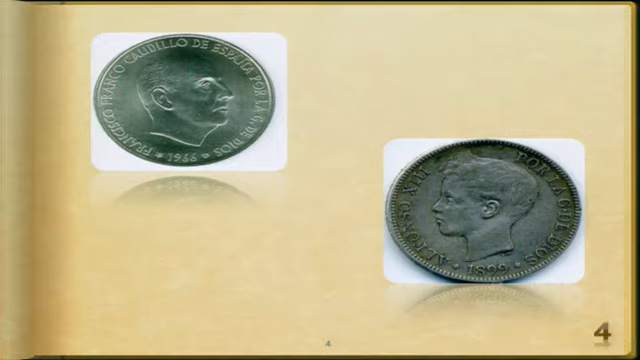 FRANCISCO FRANCO CAUDILLO DE ESPAÑA POR LA G. DE DIOS
* 1966 *
ALFONSO XIII POR LA G. DE DIOS
* 1899 *
4
4